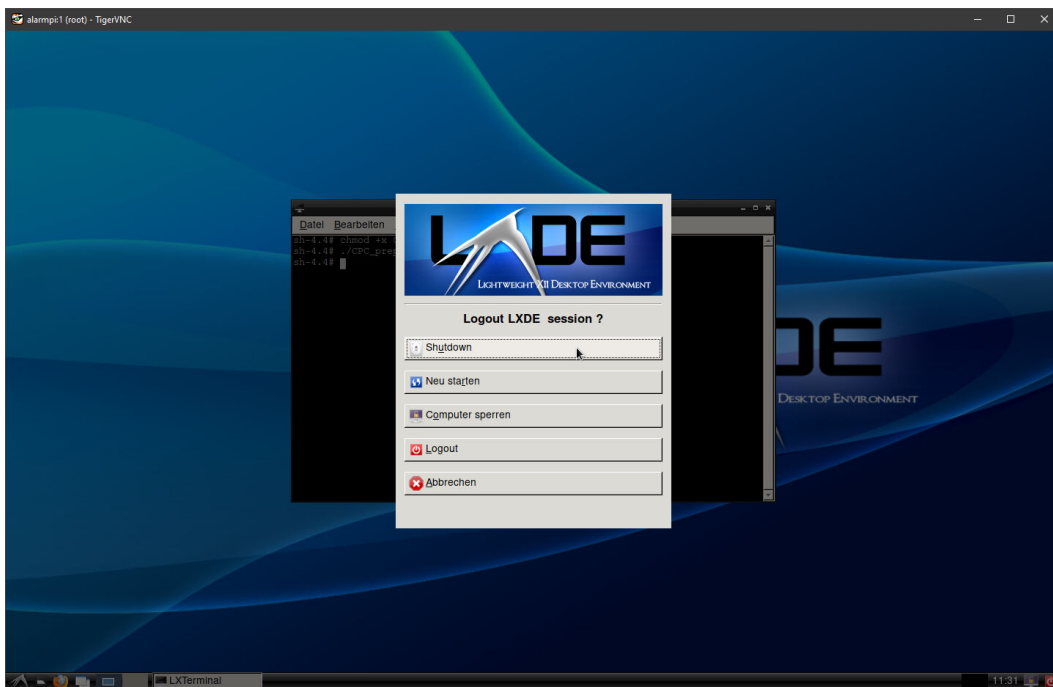 alarmpi:1 (root) - TigerVNC
Datei Bearbeiten
sh-4.4# chmod +x
sh-4.4# ./CPC_prep
sh-4.4#
LXDE
LIGHTWEIGHT X11 DESKTOP ENVIRONMENT
Logout LXDE session ?
Shutdown
Neu starten
Computer sperren
Logout
Abbrechen
DE
DESKTOP ENVIRONMENT
LXTerminal
11:31